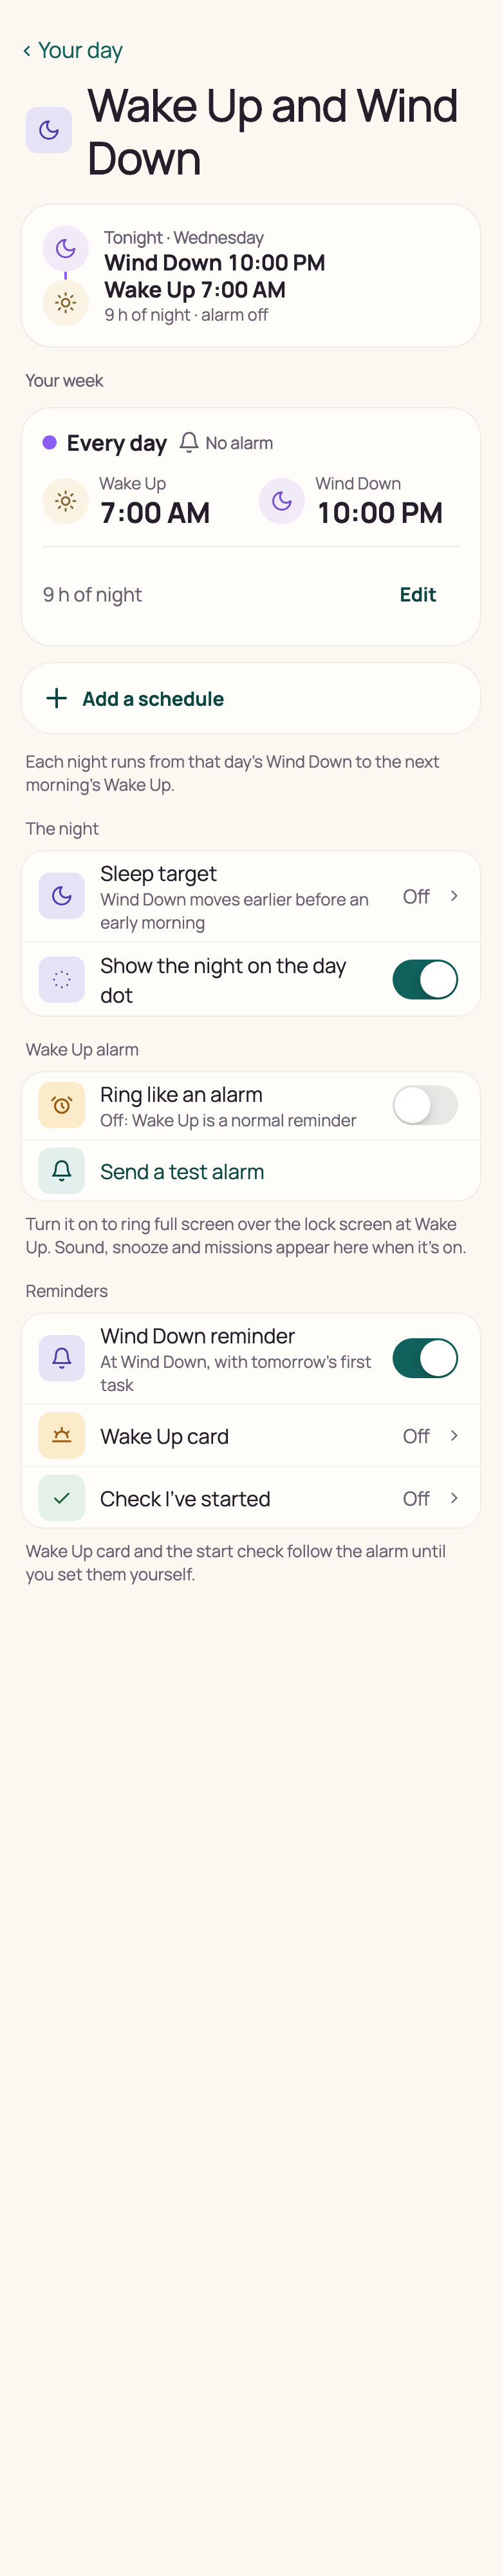 Your day
Wake Up and Wind
Down
Tonight · Wednesday
Wind Down 10:00 PM
Wake Up 7:00 AM
9 h of night · alarm off
Your week
Every day No alarm
Wake Up
7:00 AM
Wind Down
10:00 PM
9 h of night
Edit
Add a schedule
Each night runs from that day's Wind Down to the next
morning's Wake Up.
The night
Sleep target
Wind Down moves earlier before an
early morning
Off
Show the night on the day
dot
Wake Up alarm
Ring like an alarm
Off: Wake Up is a normal reminder
Send a test alarm
Turn it on to ring full screen over the lock screen at Wake
Up. Sound, snooze and missions appear here when it's on.
Reminders
Wind Down reminder
At Wind Down, with tomorrow's first
task
Wake Up card
Off
Check I've started
Off
Wake Up card and the start check follow the alarm until
you set them yourself.